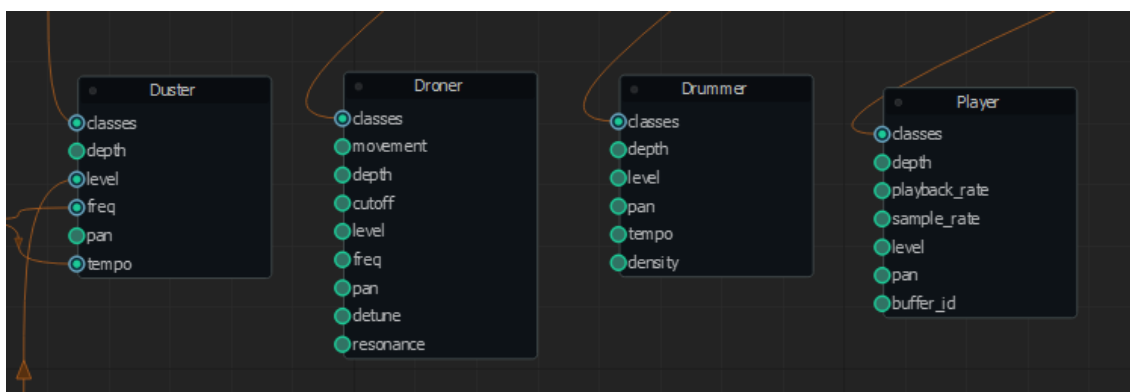 Duster
classes
depth
level
freq
pan
tempo
Droner
classes
movement
depth
cutoff
level
freq
pan
detune
resonance
Drummer
classes
depth
level
pan
tempo
density
Player
classes
depth
playback_rate
sample_rate
level
pan
buffer_id